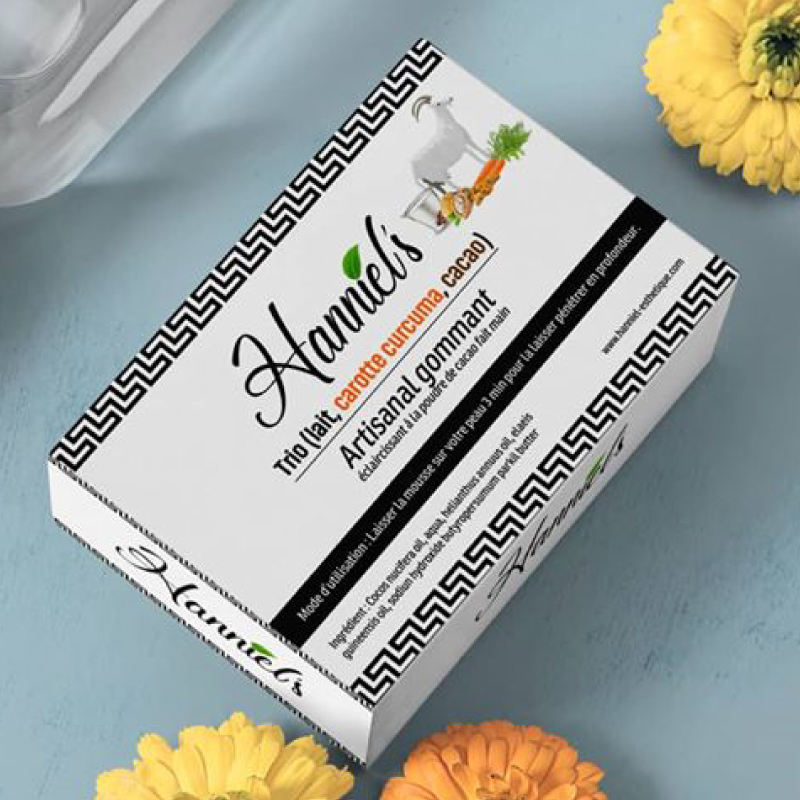 Hanniel's
Trio (lait, carotte curcuma, cacao)
Artisanal gommant
éclaircissant à la poudre de cacao fait main
Mode d'utilisation : Laisser la mousse sur votre peau 3 min pour la laisser pénétrer en profondeur.
www.hanniel-esthetique.com
Ingrédient : Cocos nucifera oil, aqua, helianthus annuus oil, elaeis
guineensis oil, sodium hydroxide butyropersumum parkii butter
Hanniel's
Hanniel's